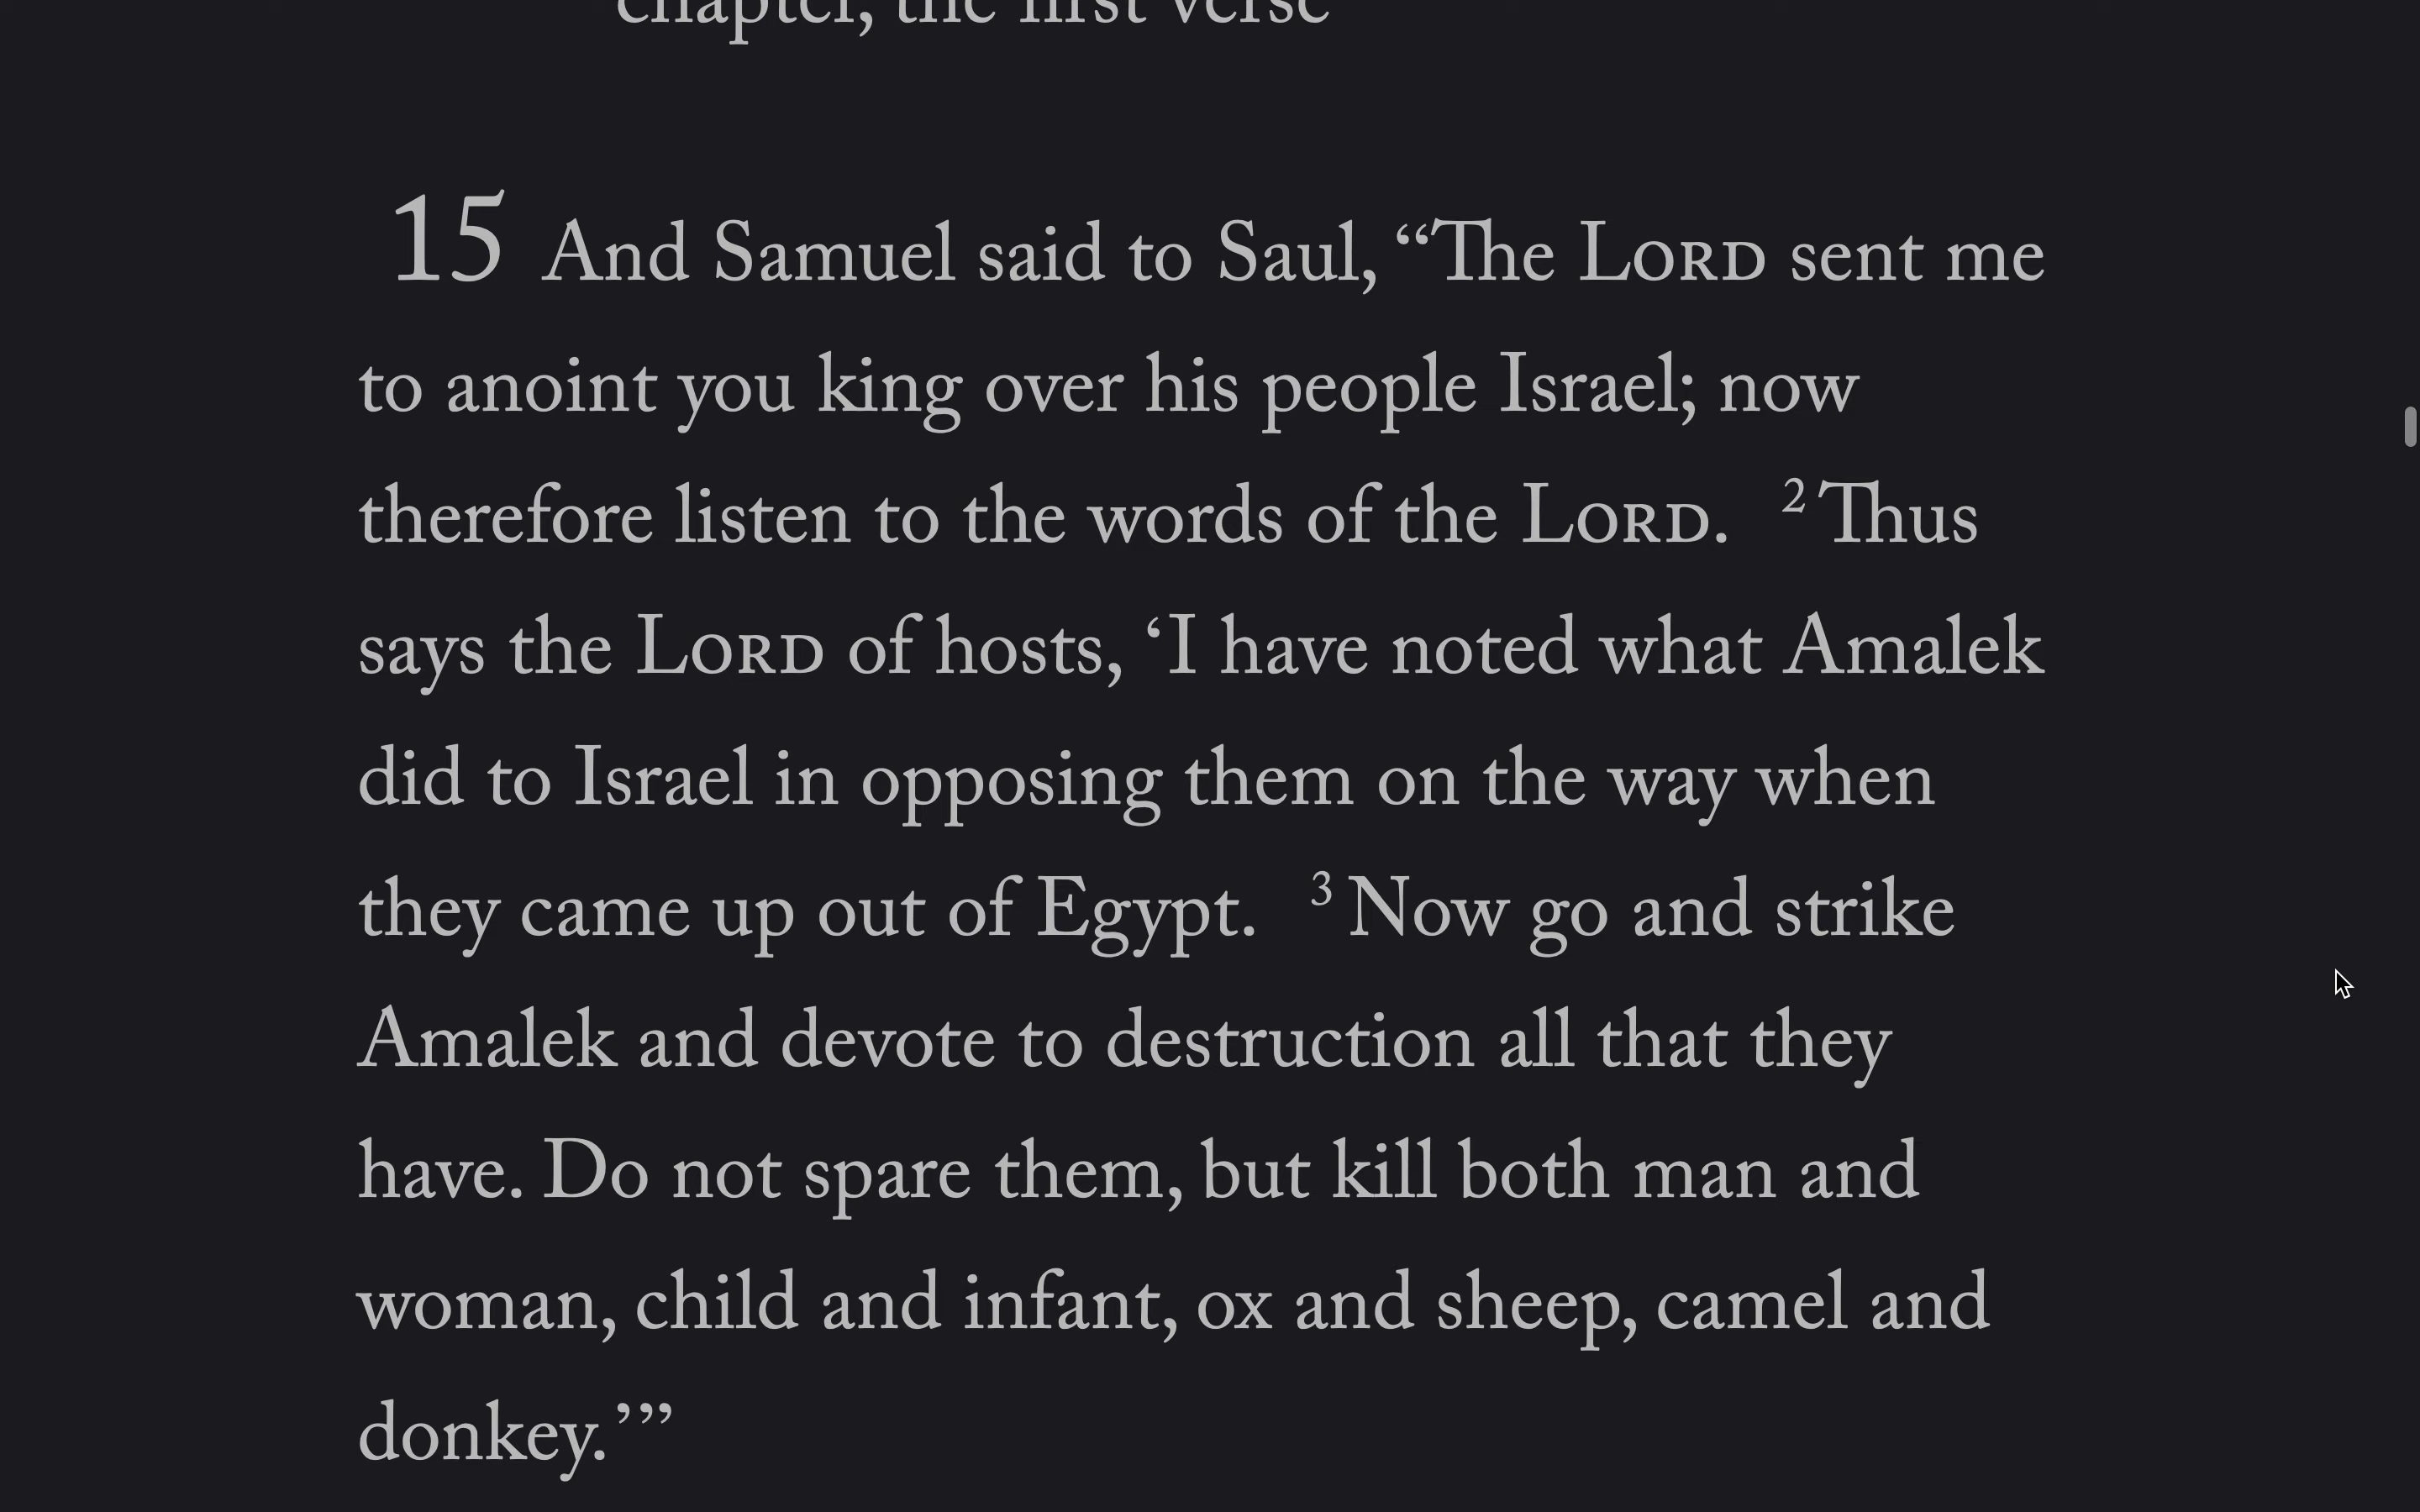 chapter, the first verse
15 And Samuel said to Saul, “The LORD sent me
to anoint you king over his people Israel; now
therefore listen to the words of the LORD. 2 Thus
says the LORD of hosts, ‘I have noted what Amalek
did to Israel in opposing them on the way when
they came up out of Egypt. 3 Now go and strike
Amalek and devote to destruction all that they
have. Do not spare them, but kill both man and
woman, child and infant, ox and sheep, camel and
donkey.’”